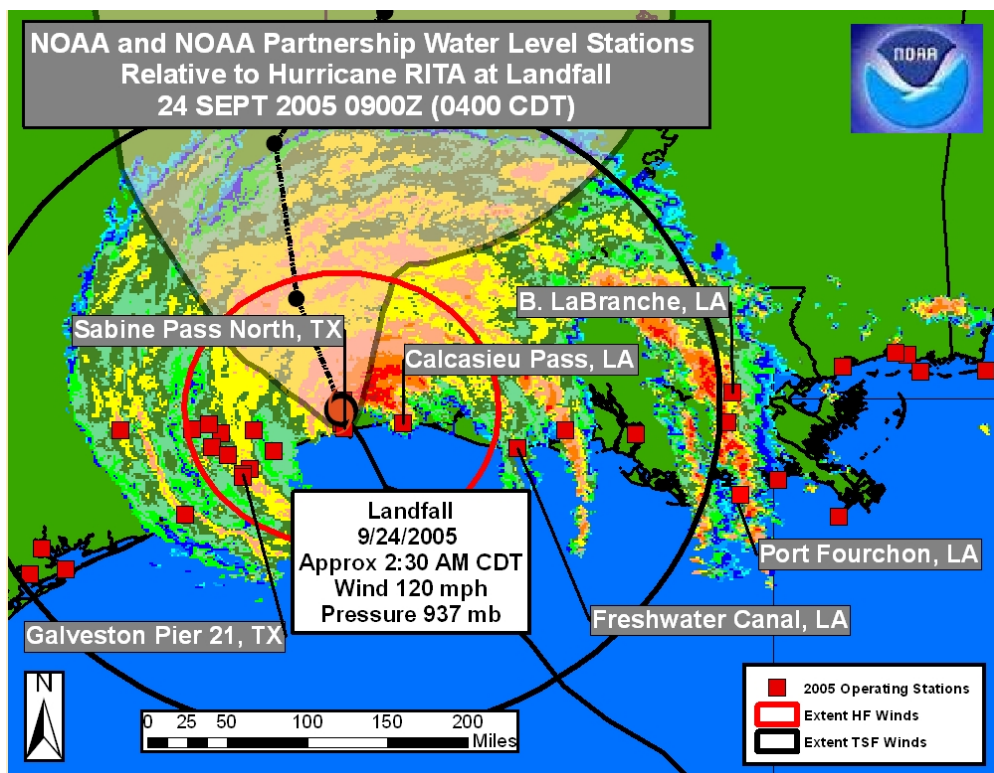 NOAA and NOAA Partnership Water Level Stations
Relative to Hurricane RITA at Landfall
24 SEPT 2005 0900Z (0400 CDT)
NOAA
B. LaBranche, LA
Sabine Pass North, TX
Calcasieu Pass, LA
Landfall
9/24/2005
Approx 2:30 AM CDT
Wind 120 mph
Pressure 937 mb
Port Fourchon, LA
Freshwater Canal, LA
Galveston Pier 21, TX
N
0 25 50 100 150 200
Miles
2005 Operating Stations
Extent HF Winds
Extent TSF Winds